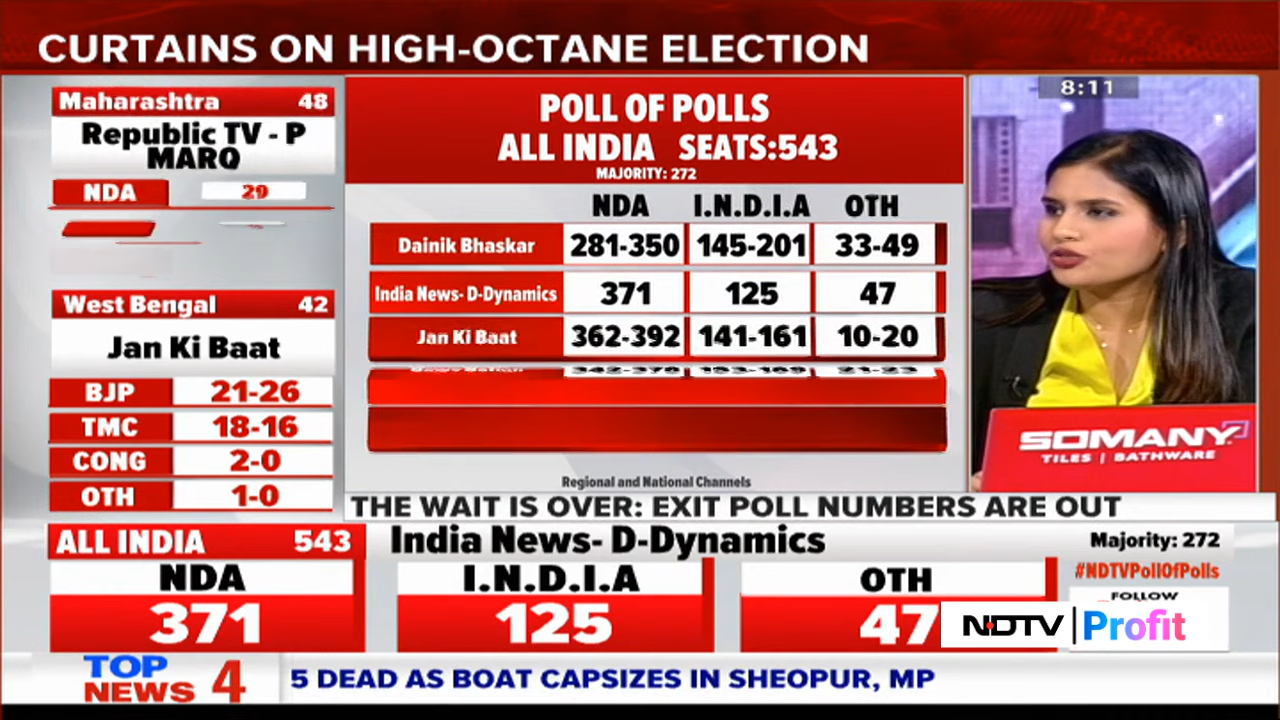 CURTAINS ON HIGH-OCTANE ELECTION
Maharashtra 48
Republic TV - P
MARQ
NDA 29
West Bengal 42
Jan Ki Baat
BJP 21-26
TMC 18-16
CONG 2-0
OTH 1-0
POLL OF POLLS
ALL INDIA SEATS:543
MAJORITY: 272
NDA I.N.D.I.A OTH
Dainik Bhaskar 281-350 145-201 33-49
India News- D-Dynamics 371 125 47
Jan Ki Baat 362-392 141-161 10-20
Regional and National Channels
8:11
SOMANY
TILES | BATHWARE
THE WAIT IS OVER: EXIT POLL NUMBERS ARE OUT
ALL INDIA 543 India News- D-Dynamics Majority: 272
NDA I.N.D.I.A OTH
371 125 47
#NDTVPollOfPolls
FOLLOW
NDTV Profit
TOP
NEWS 4
5 DEAD AS BOAT CAPSIZES IN SHEOPUR, MP